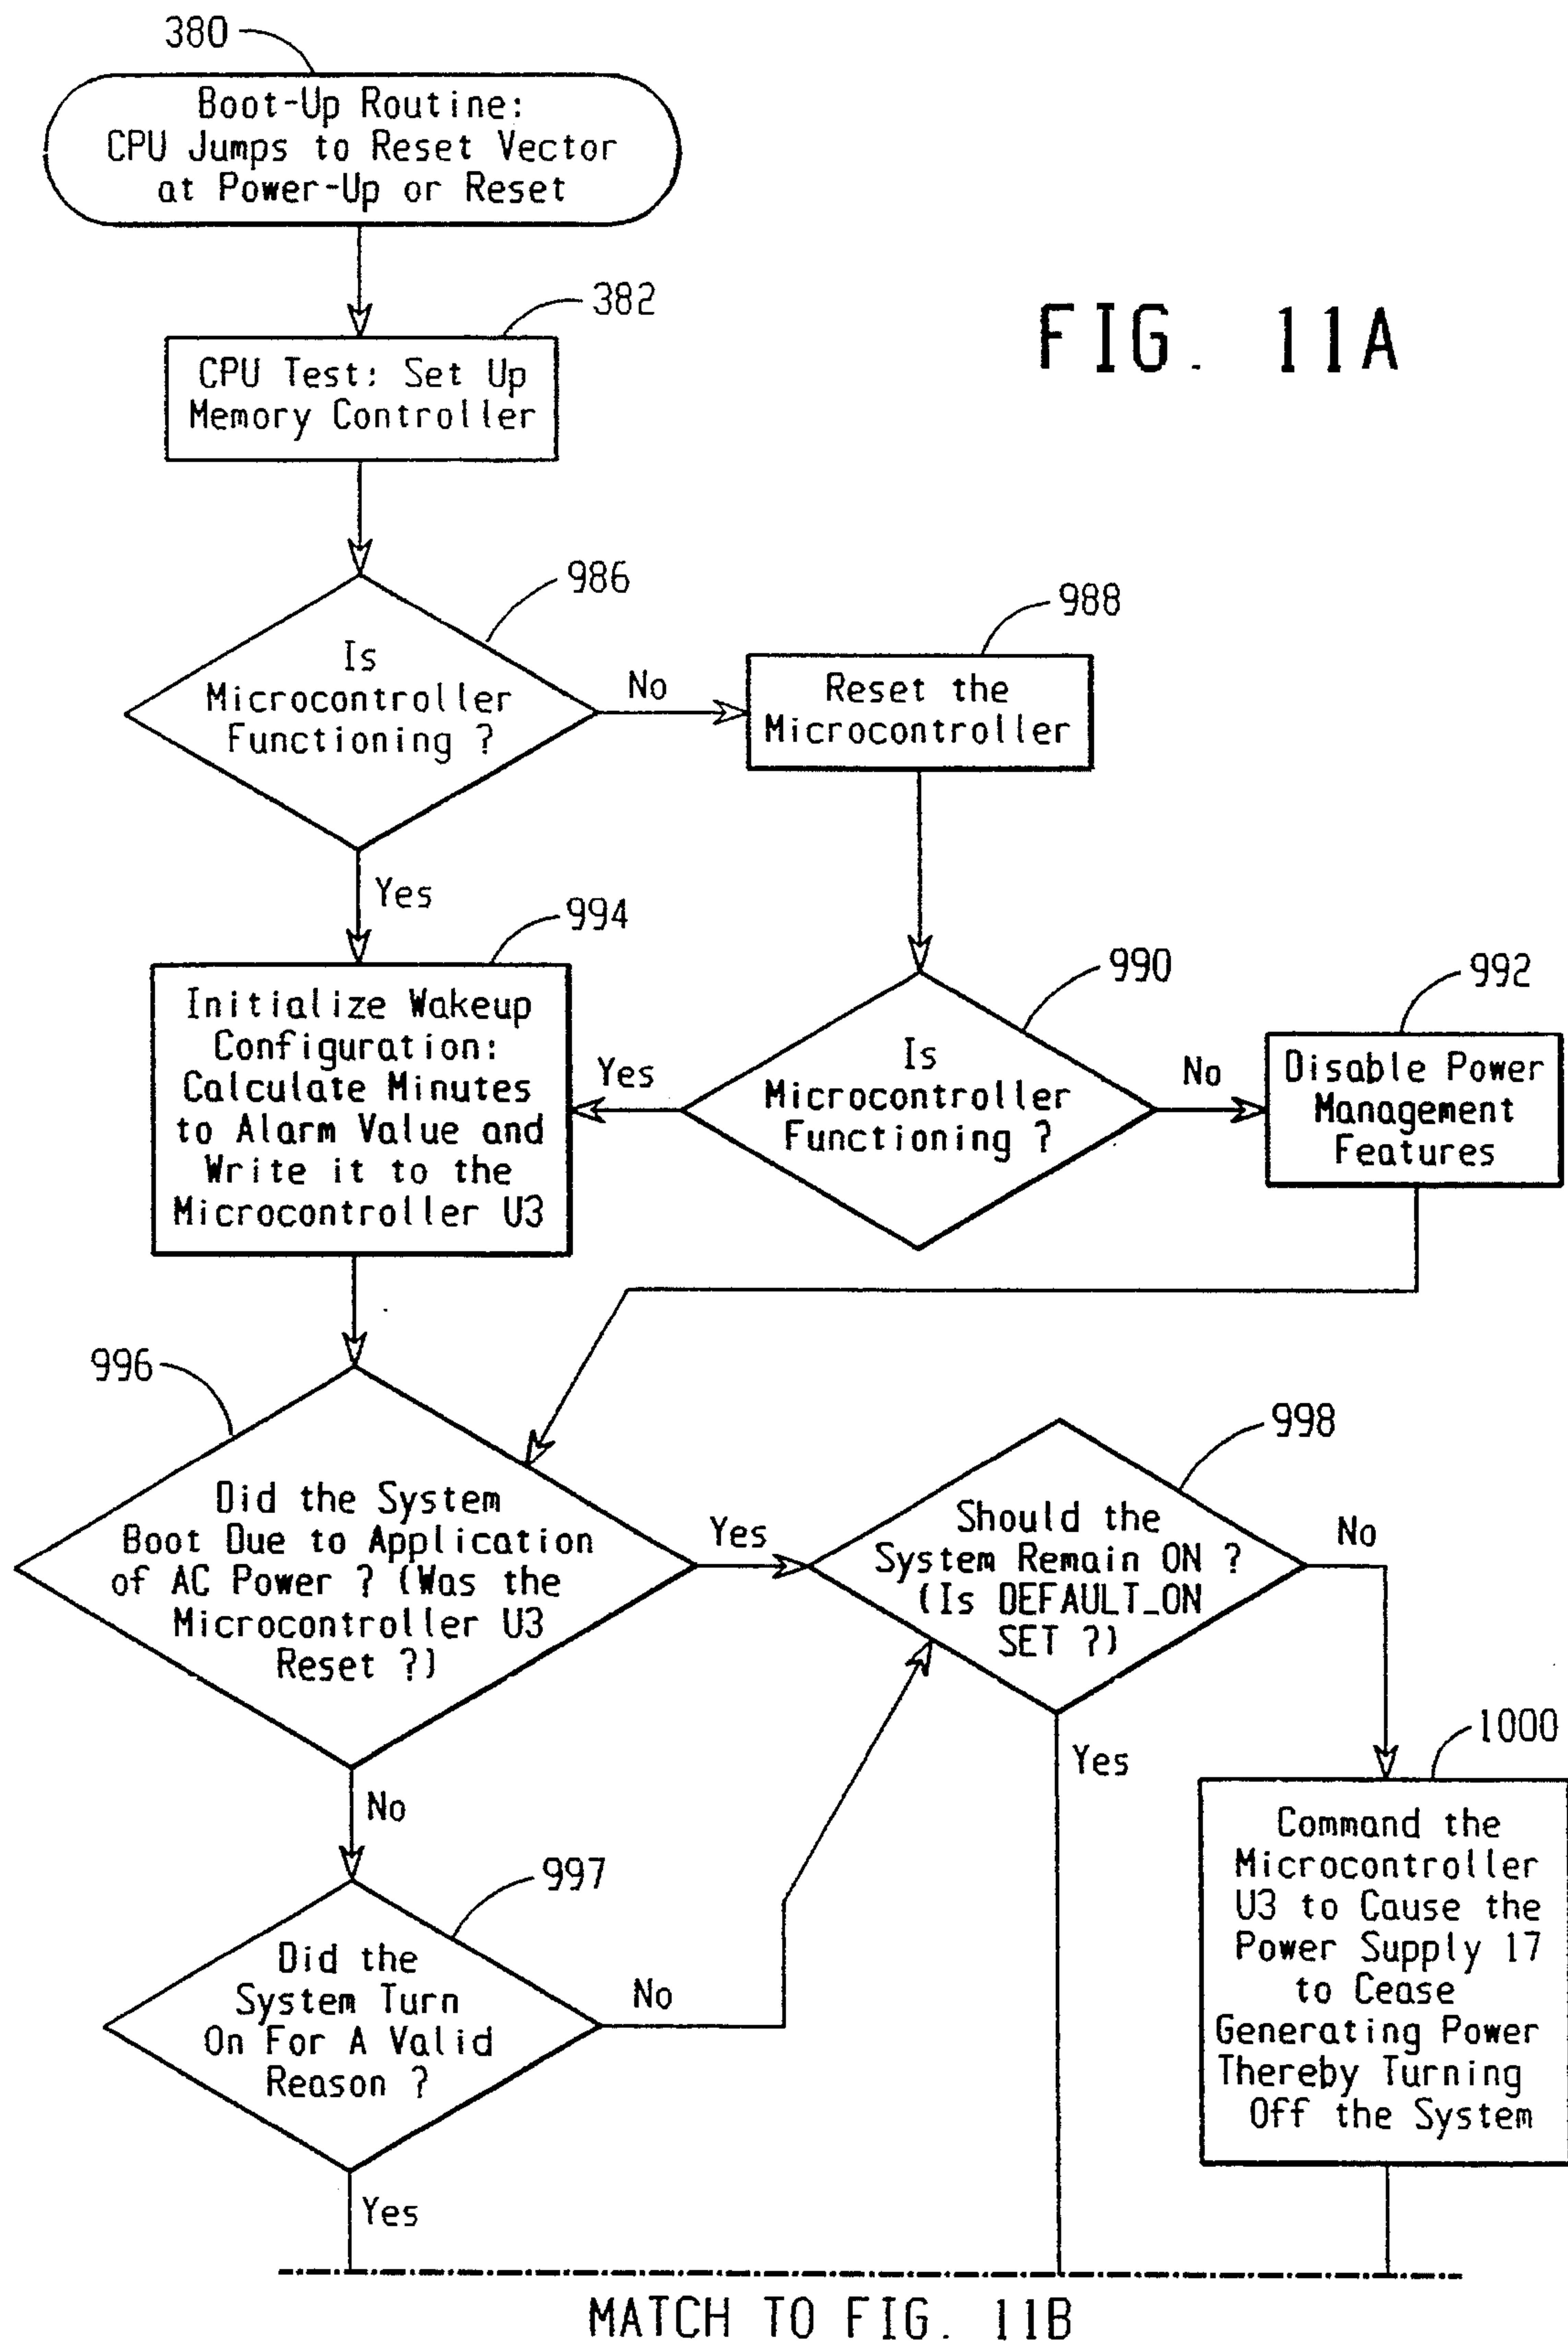 380
Boot-Up Routine:
CPU Jumps to Reset Vector
at Power-Up or Reset
382
CPU Test: Set Up
Memory Controller
FIG. 11A
986
Is
Microcontroller
Functioning ?
No
988
Reset the
Microcontroller
Yes
994
Initialize Wakeup
Configuration:
Calculate Minutes
to Alarm Value and
Write it to the
Microcontroller U3
Yes
990
Is
Microcontroller
Functioning ?
No
992
Disable Power
Management
Features
996
Did the System
Boot Due to Application
of AC Power ? (Was the
Microcontroller U3
Reset ?)
Yes
998
Should the
System Remain ON ?
(Is DEFAULT_ON
SET ?)
No
No
Yes
1000
Command the
Microcontroller
U3 to Cause the
Power Supply 17
to Cease
Generating Power
Thereby Turning
Off the System
997
Did the
System Turn
On For A Valid
Reason ?
No
Yes
MATCH TO FIG. 11B